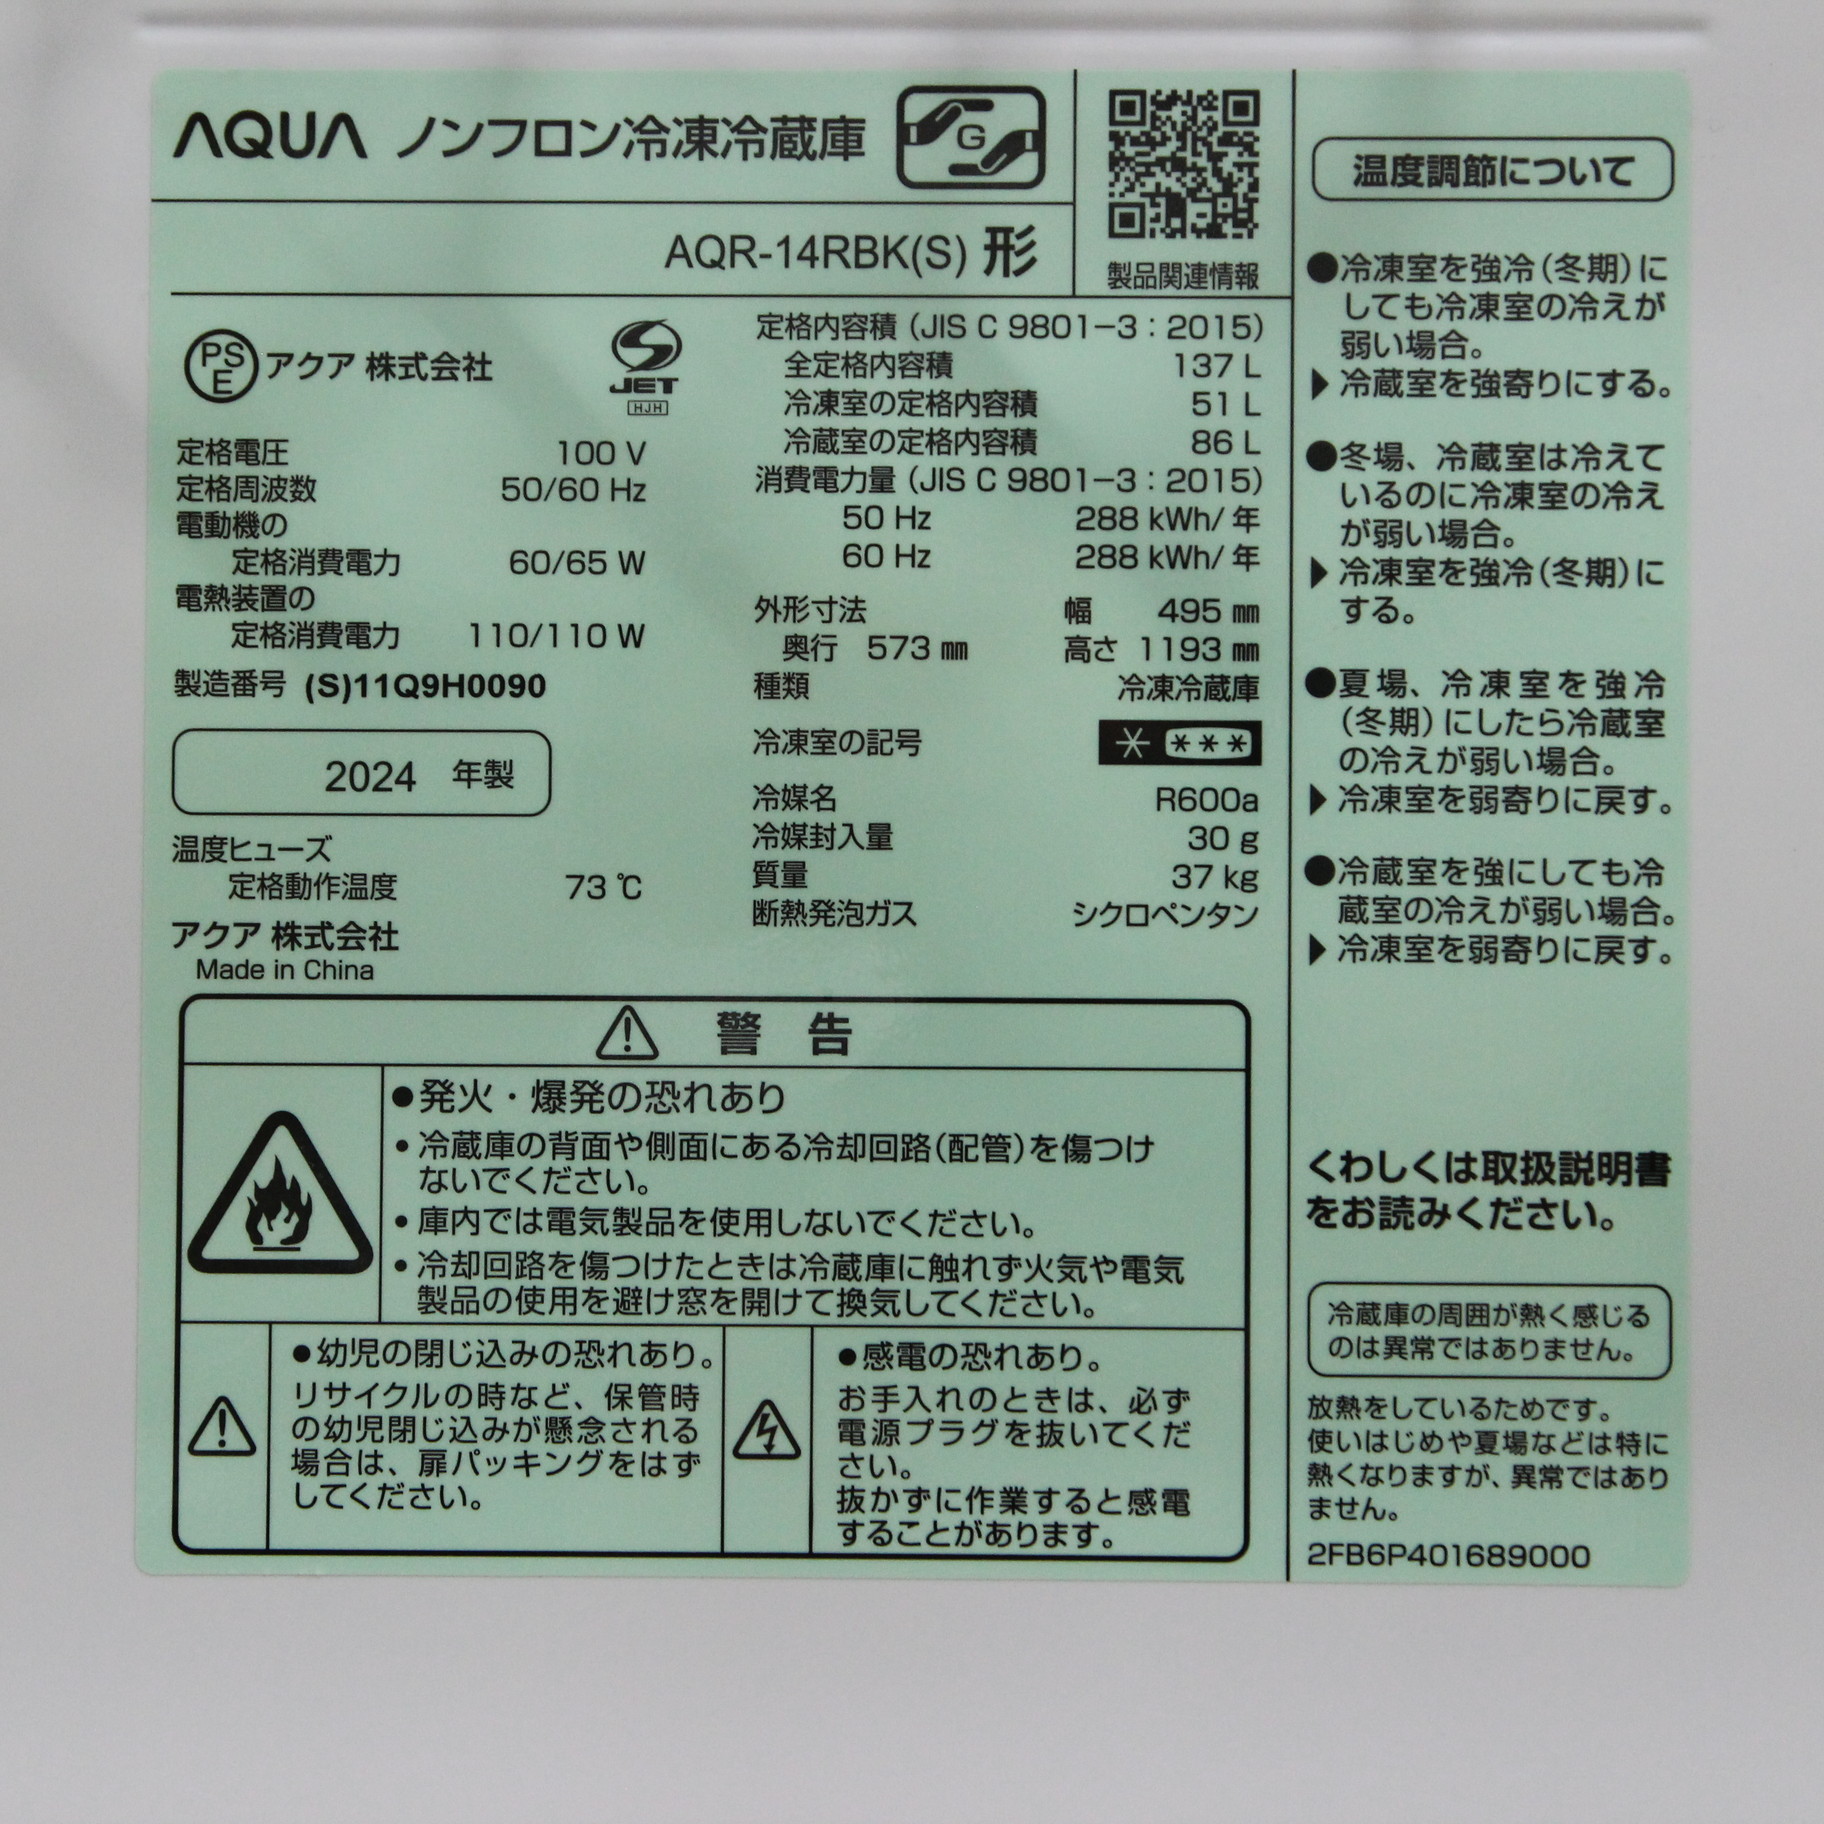 AQUA ノンフロン冷凍冷蔵庫
G
AQR-14RBK(S) 形
製品関連情報
PS
E
アクア 株式会社
JET
HJH
定格電圧 100 V
定格周波数 50/60 Hz
電動機の
定格消費電力 60/65 W
電熱装置の
定格消費電力 110/110 W
製造番号 (S)11Q9H0090
2024 年製
温度ヒューズ
定格動作温度 73 ℃
アクア 株式会社
Made in China
定格内容積 (JIS C 9801-3:2015)
全定格内容積 137 L
冷凍室の定格内容積 51 L
冷蔵室の定格内容積 86 L
消費電力量 (JIS C 9801-3:2015)
50 Hz 288 kWh/年
60 Hz 288 kWh/年
外形寸法 幅 495 ㎜
奥行 573 ㎜ 高さ 1193 ㎜
種類 冷凍冷蔵庫
冷凍室の記号
冷媒名 R600a
冷媒封入量 30 g
質量 37 kg
断熱発泡ガス シクロペンタン
警告
●発火・爆発の恐れあり
・冷蔵庫の背面や側面にある冷却回路(配管)を傷つけ
ないでください。
・庫内では電気製品を使用しないでください。
・冷却回路を傷つけたときは冷蔵庫に触れず火気や電気
製品の使用を避け窓を開けて換気してください。
●幼児の閉じ込みの恐れあり。
リサイクルの時など、保管時
の幼児閉じ込みが懸念される
場合は、扉パッキングをはず
してください。
●感電の恐れあり。
お手入れのときは、必ず
電源プラグを抜いてくだ
さい。
抜かずに作業すると感電
することがあります。
温度調節について
●冷凍室を強冷(冬期)に
しても冷凍室の冷えが
弱い場合。
▶冷蔵室を強寄りにする。
●冬場、冷蔵室は冷えて
いるのに冷凍室の冷え
が弱い場合。
▶冷凍室を強冷(冬期)に
する。
●夏場、冷凍室を強冷
(冬期)にしたら冷蔵室
の冷えが弱い場合。
▶冷凍室を弱寄りに戻す。
●冷蔵室を強にしても冷
蔵室の冷えが弱い場合。
▶冷凍室を弱寄りに戻す。
くわしくは取扱説明書
をお読みください。
冷蔵庫の周囲が熱く感じる
のは異常ではありません。
放熱をしているためです。
使いはじめや夏場などは特に
熱くなりますが、異常ではあり
ません。
2FB6P401689000